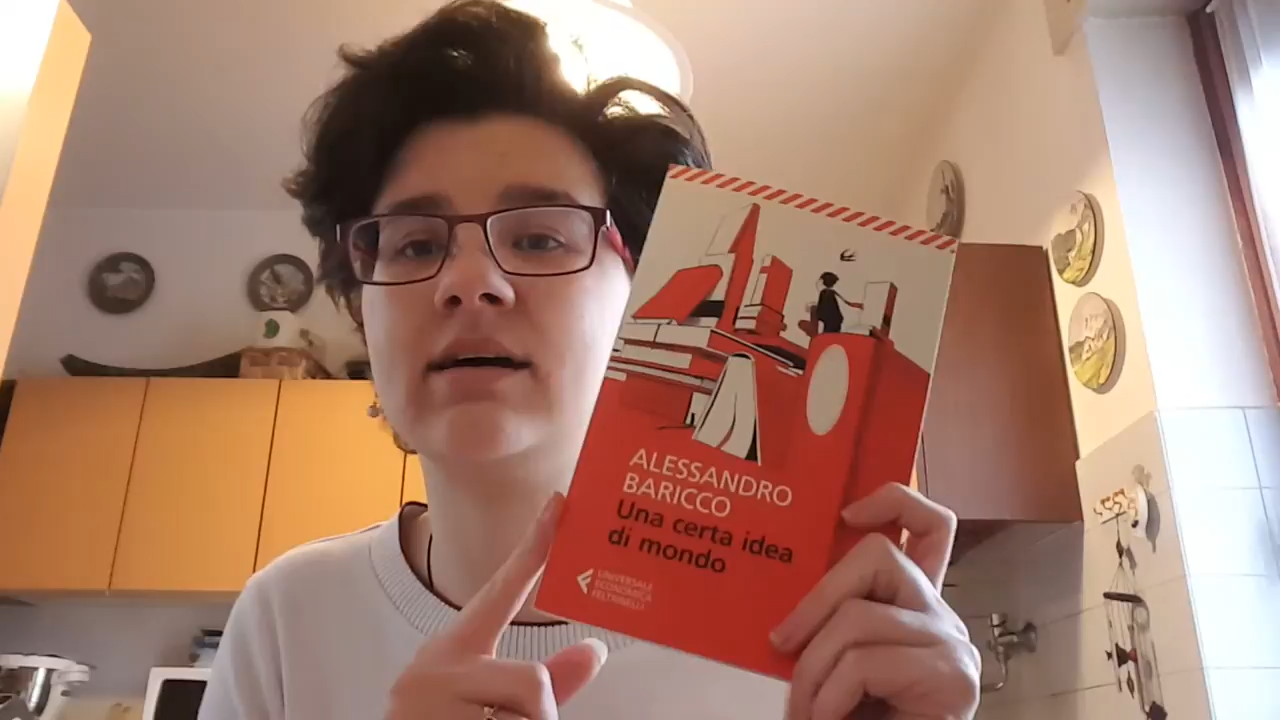 ALESSANDRO
BARICCO
Una certa idea
di mondo
UNIVERSALE
ECONOMICA
FELTRINELLI